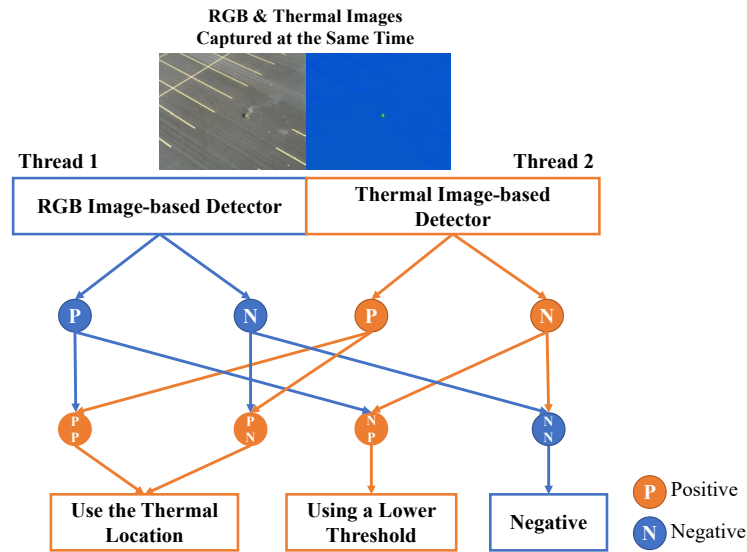 RGB & Thermal Images
Captured at the Same Time
Thread 1
Thread 2
RGB Image-based Detector
Thermal Image-based
Detector
P
N
P
N
P
P
P
N
N
P
N
N
Use the Thermal
Location
Using a Lower
Threshold
Negative
P Positive
N Negative